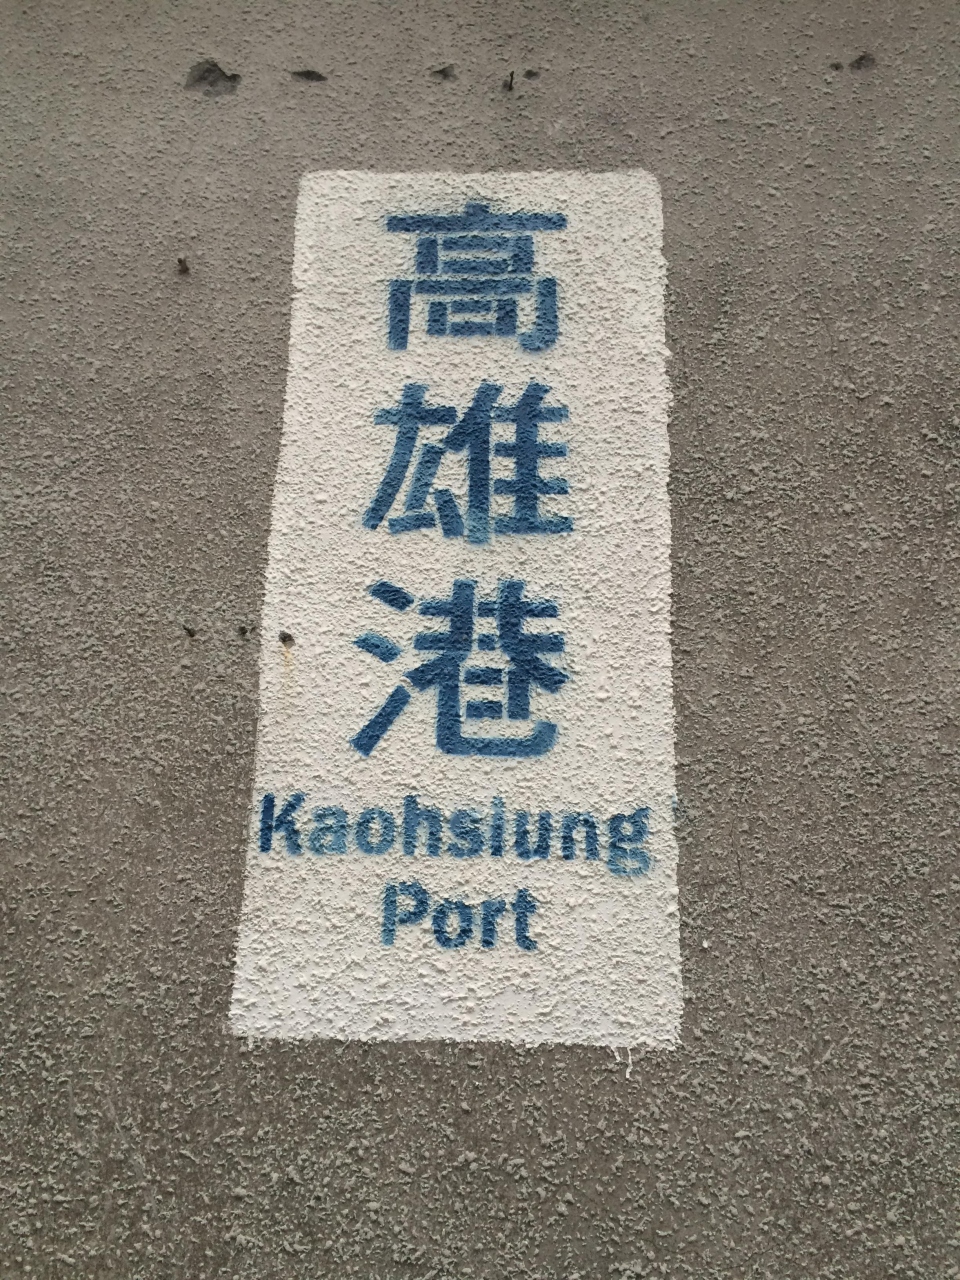 高雄港
Kaohsiung
Port